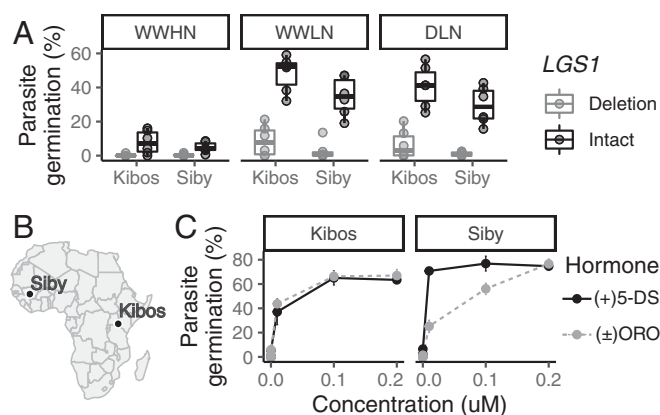 A
WWHN WWLN DLN
Parasite
germination (%)
60
40
20
0
Kibos Siby Kibos Siby Kibos Siby
LGS1
Deletion
Intact
B
Siby
Kibos
C
Kibos Siby
Parasite
germination (%)
80
60
40
20
0
0.0 0.1 0.2 0.0 0.1 0.2
Concentration (uM)
Hormone
(+)5-DS
(±)ORO